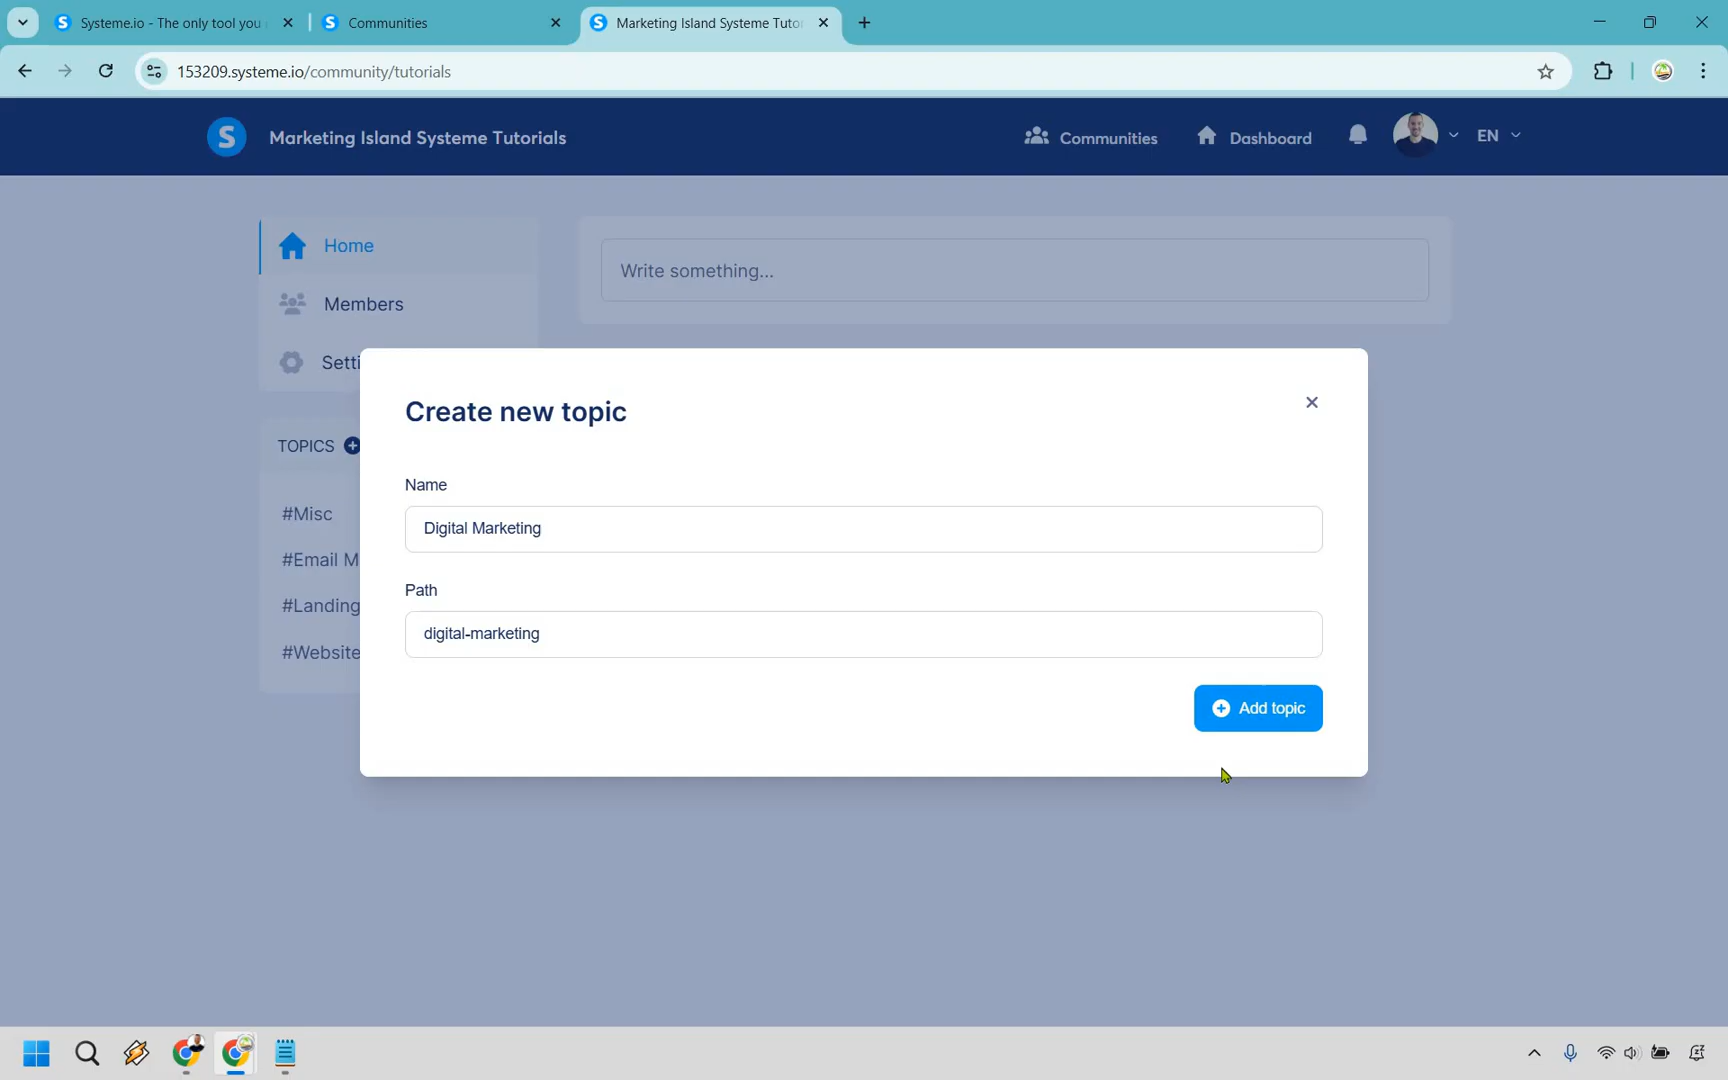 Systeme.io - The only tool you
Communities
Marketing Island Systeme Tutor
153209.systeme.io/community/tutorials
S Marketing Island Systeme Tutorials
Communities
Dashboard
EN
Home
Members
Setti
Write something...
TOPICS
#Misc
#Email M
#Landing
#Website
Create new topic
Name
Digital Marketing
Path
digital-marketing
Add topic